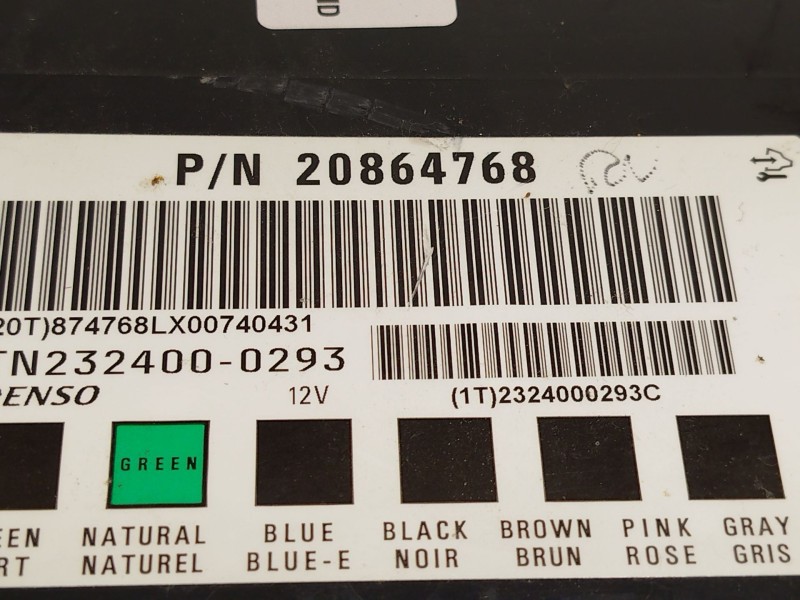 ND
P/N 20864768
20T)874768LX00740431
TN232400-0293
DENSO
12V
(1T)2324000293C
GREEN
EEN NATURAL BLUE BLACK BROWN PINK GRAY
RT NATUREL BLUE-E NOIR BRUN ROSE GRIS